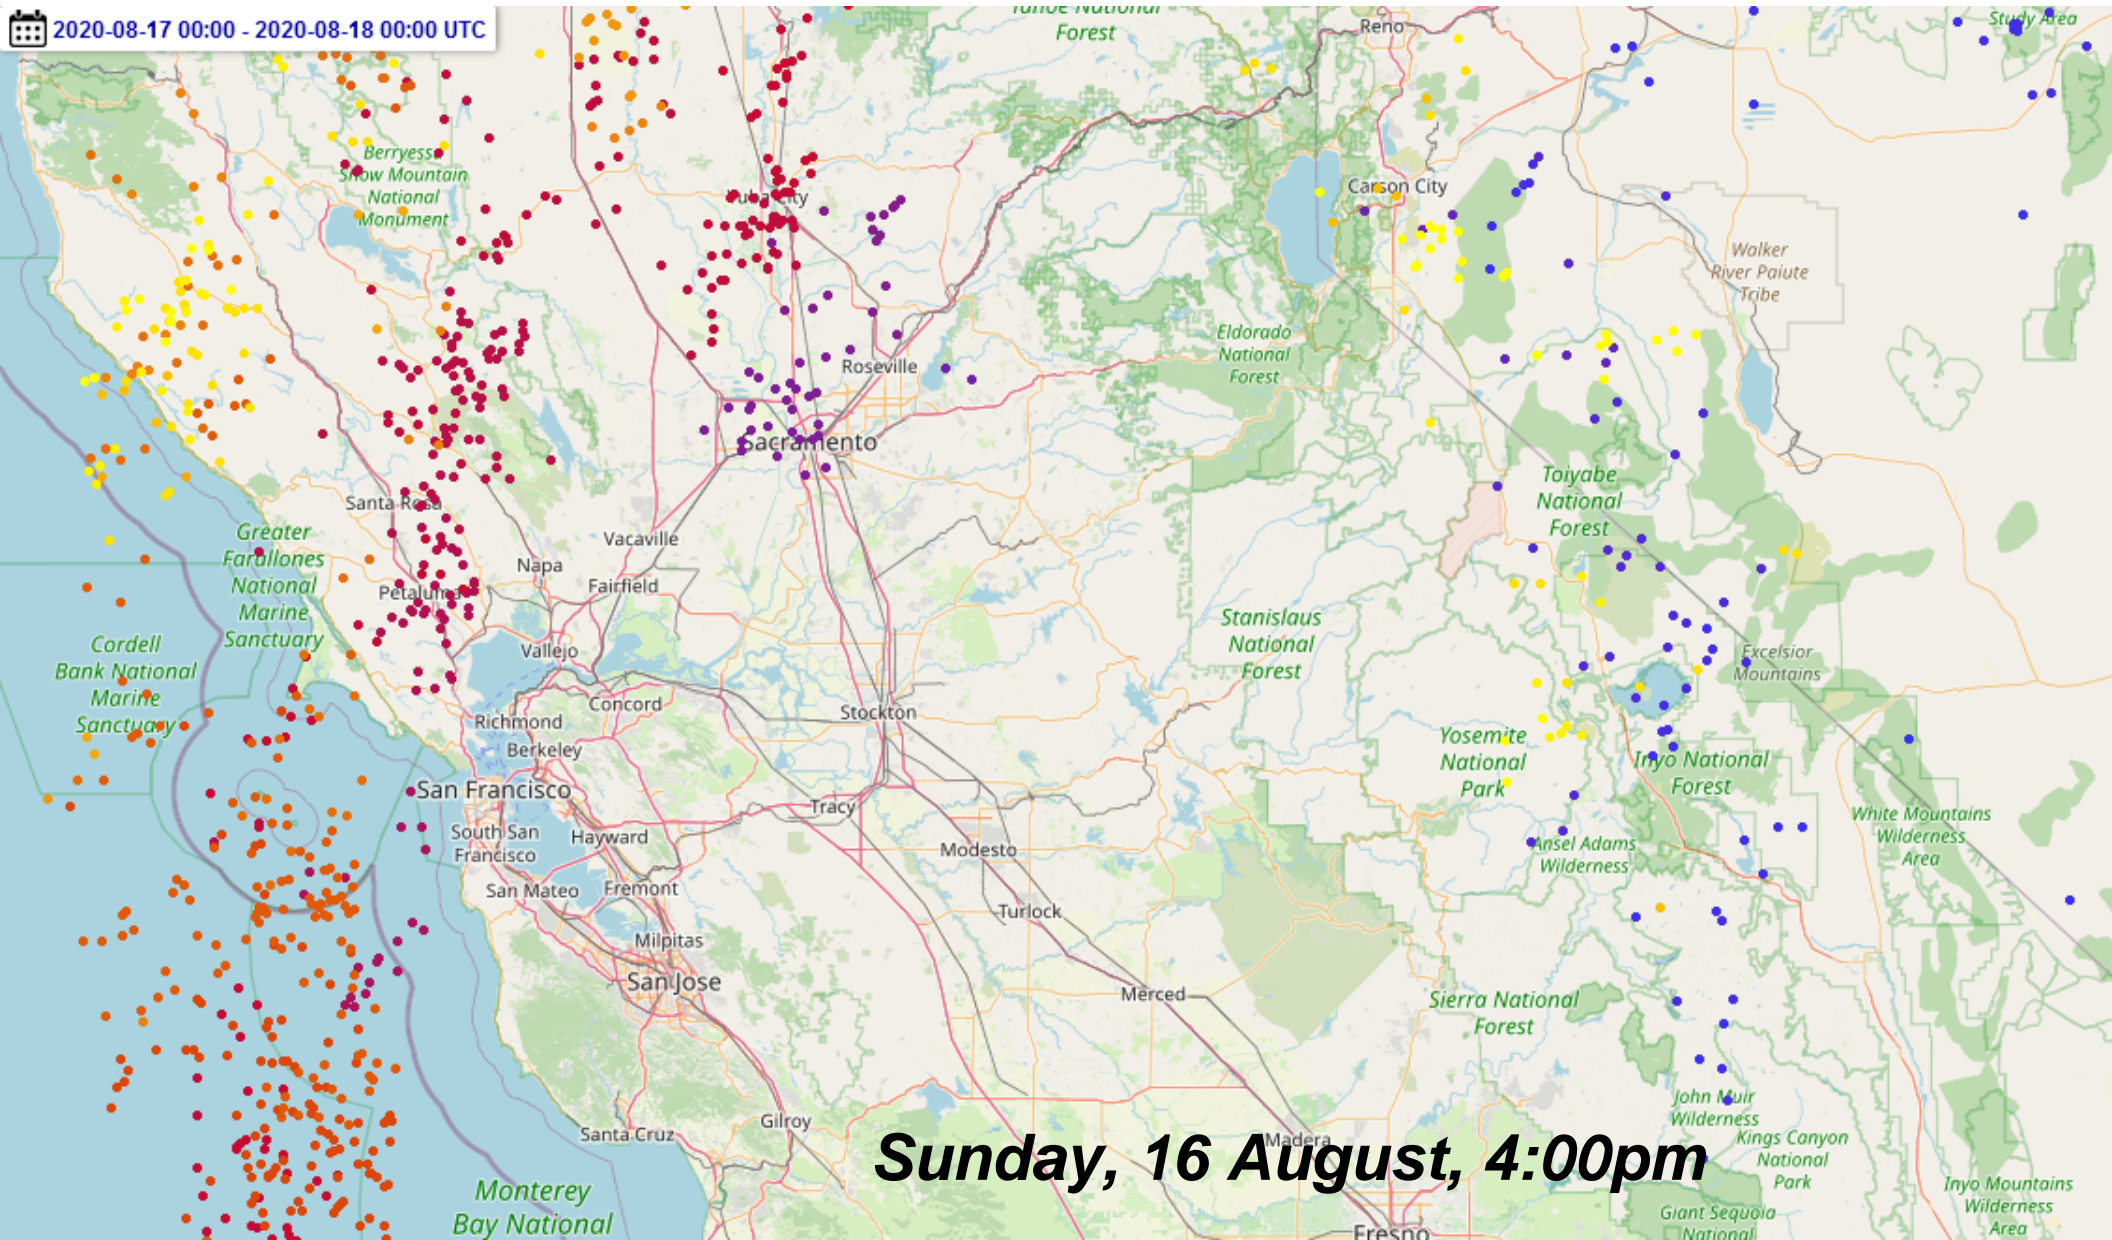 2020-08-17 00:00 - 2020-08-18 00:00 UTC
Tahoe National
Forest
Reno
Study Area
Berryessa
Snow Mountain
National
Monument
Yuba City
Carson City
Walker
River Paiute
Tribe
Roseville
Eldorado
National
Forest
Sacramento
Toiyabe
National
Forest
Santa Rosa
Vacaville
Greater
Farallones
National
Marine
Sanctuary
Napa
Fairfield
Petaluma
Stanislaus
National
Forest
Cordell
Bank National
Marine
Sanctuary
Vallejo
Excelsior
Mountains
Concord
Richmond
Stockton
Berkeley
Yosemite
National
Park
Inyo National
Forest
San Francisco
Tracy
South San
Francisco
Hayward
Modesto
Ansel Adams
Wilderness
White Mountains
Wilderness
Area
San Mateo
Fremont
Turlock
Milpitas
San Jose
Merced
Sierra National
Forest
John Muir
Wilderness
Gilroy
Santa Cruz
Madera
Kings Canyon
National
Park
Sunday, 16 August, 4:00pm
Monterey
Bay National
Inyo Mountains
Wilderness
Area
Giant Sequoia
National
Fresno